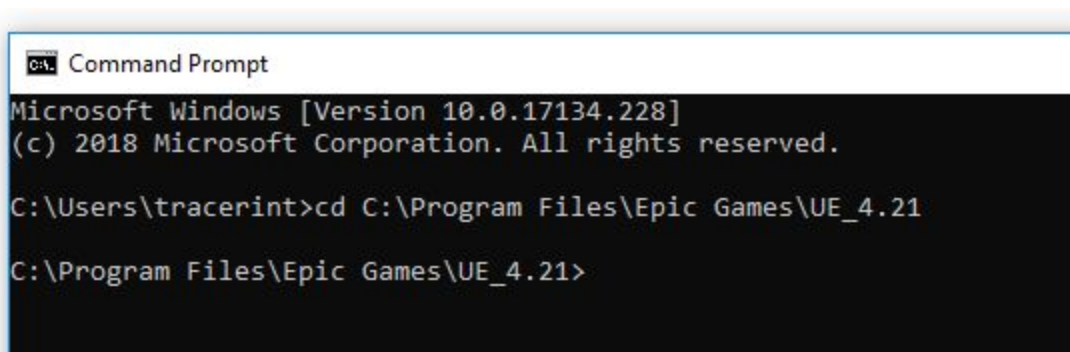 Command Prompt
Microsoft Windows [Version 10.0.17134.228]
(c) 2018 Microsoft Corporation. All rights reserved.
C:\Users\tracerint>cd C:\Program Files\Epic Games\UE_4.21
C:\Program Files\Epic Games\UE_4.21>